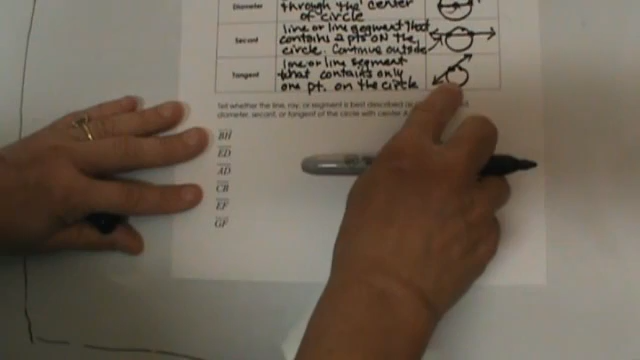 Diameter
through the center
of circle
Secant
line or line segment that
contains 2 pts ON the
circle. Continue outside
Tangent
line or line segment
that contains only
one pt. on the circle
Tell whether the line, ray, or segment is best described as
diameter, secant, or tangent of the circle with center A
BH
ED
AD
CB
EF
GF